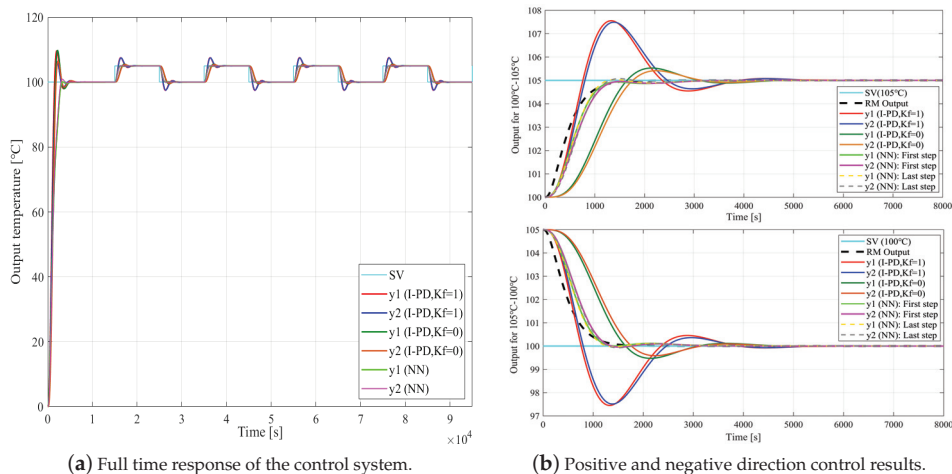 120
100
80
60
40
20
0
Output temperature [°C]
0
1
2
3
4
5
6
7
8
9
Time [s]
×10⁴
SV
y1 (I-PD,Kf=1)
y2 (I-PD,Kf=1)
y1 (I-PD,Kf=0)
y2 (I-PD,Kf=0)
y1 (NN)
y2 (NN)
(a) Full time response of the control system.
108
107
106
105
104
103
102
101
100
Output for 100°C-105°C
0
1000
2000
3000
4000
5000
6000
7000
8000
Time [s]
SV(105°C)
RM Output
y1 (I-PD,Kf=1)
y2 (I-PD,Kf=1)
y1 (I-PD,Kf=0)
y2 (I-PD,Kf=0)
y1 (NN): First step
y2 (NN): First step
y1 (NN): Last step
y2 (NN): Last step
105
104
103
102
101
100
99
98
97
Output for 105°C-100°C
0
1000
2000
3000
4000
5000
6000
7000
8000
Time [s]
SV (100°C)
RM Output
y1 (I-PD,Kf=1)
y2 (I-PD,Kf=1)
y1 (I-PD,Kf=0)
y2 (I-PD,Kf=0)
y1 (NN): First step
y2 (NN): First step
y1 (NN): Last step
y2 (NN): Last step
(b) Positive and negative direction control results.